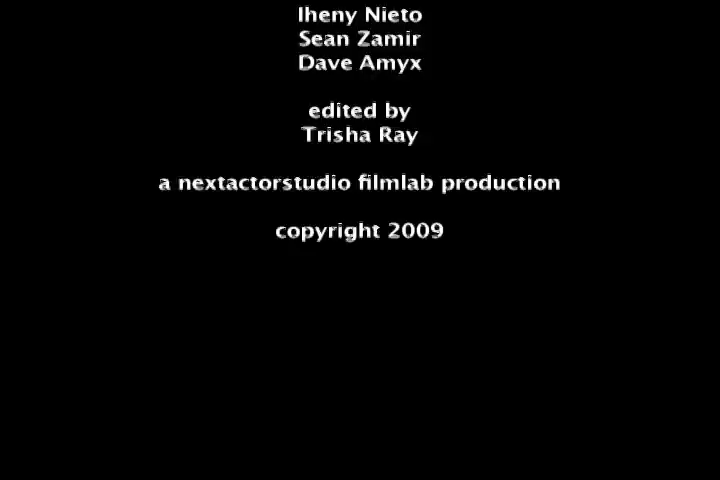 Iheny Nieto
Sean Zamir
Dave Amyx
edited by
Trisha Ray
a nextactorstudio filmlab production
copyright 2009